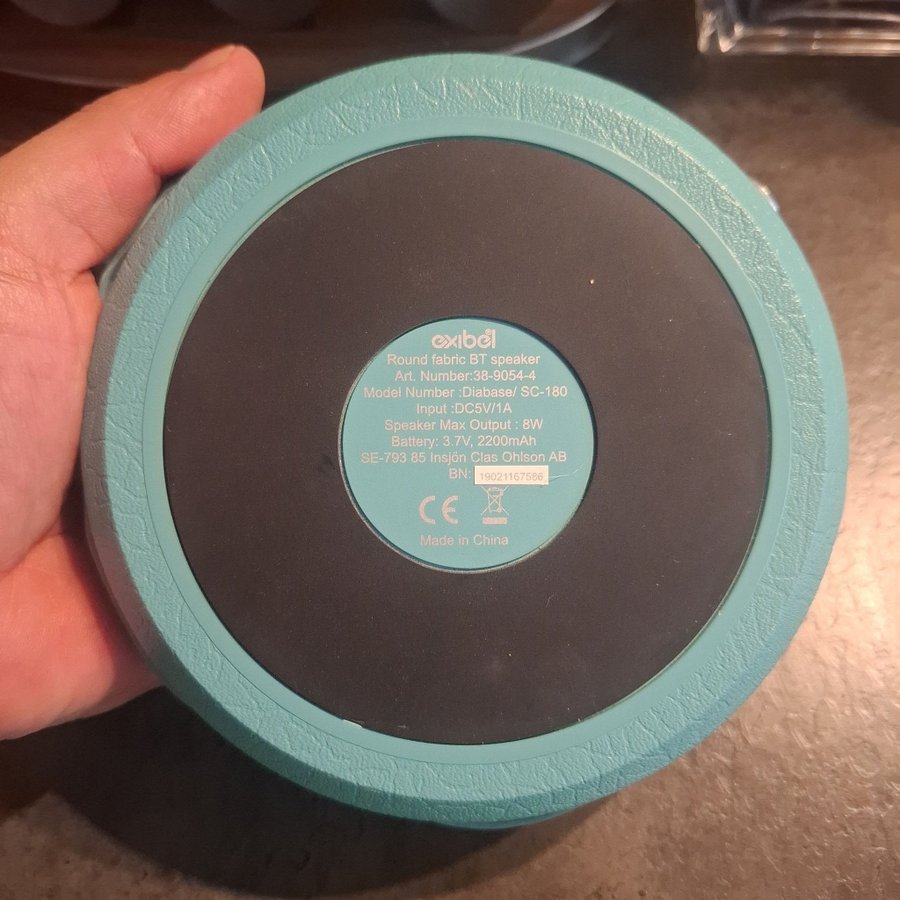 exibel
Round fabric BT speaker
Art. Number:38-9054-4
Model Number :Diabase/ SC-180
Input :DC5V/1A
Speaker Max Output : 8W
Battery: 3.7V, 2200mAh
SE-793 85 Insjön Clas Ohlson AB
BN: 19021167586
CE
Made in China